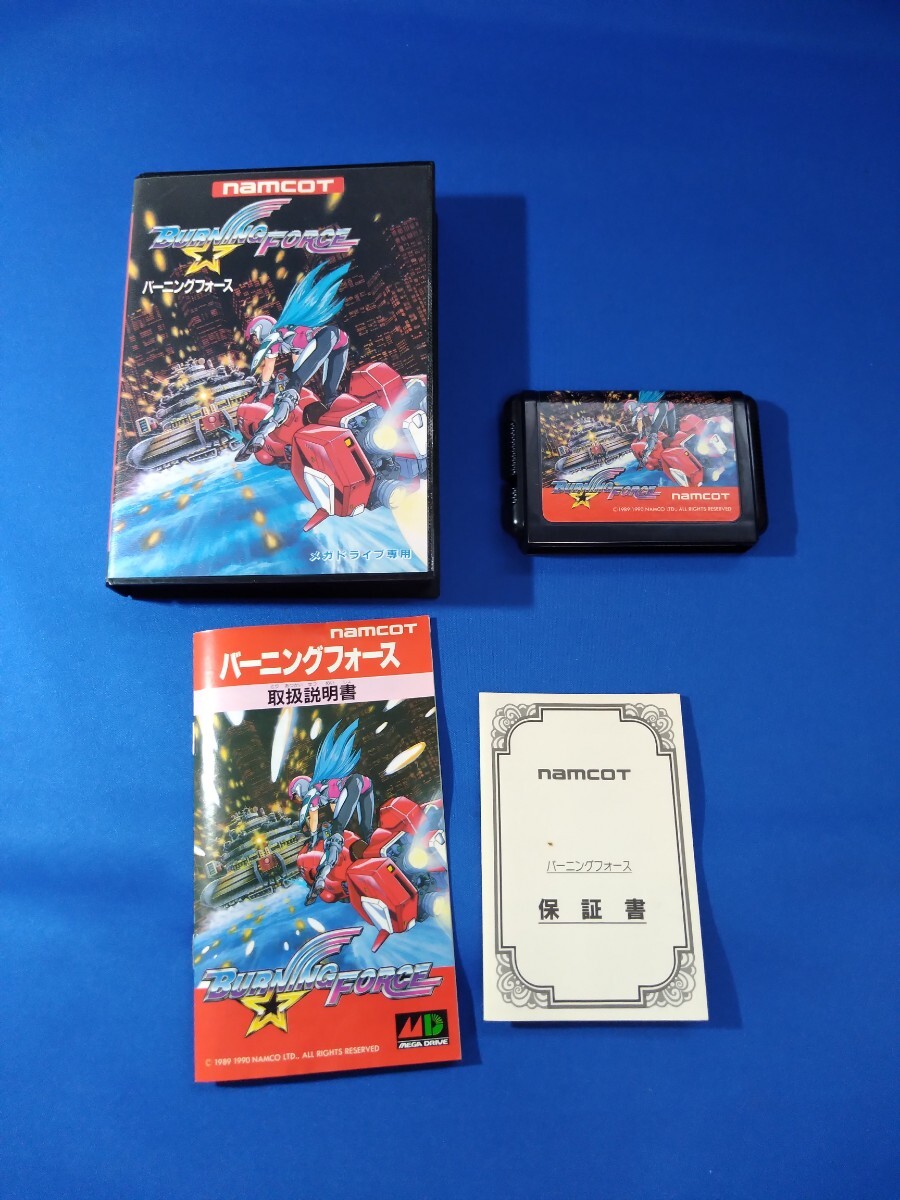 namcot
BURNING FORCE
バーニングフォース
メガドライブ専用
BURNING FORCE
namcot
© 1989 1990 NAMCO LTD., ALL RIGHTS RESERVED
namcot
バーニングフォース
取扱説明書
BURNING FORCE
MD
MEGA DRIVE
© 1989 1990 NAMCO LTD., ALL RIGHTS RESERVED
namcot
バーニングフォース
保証書